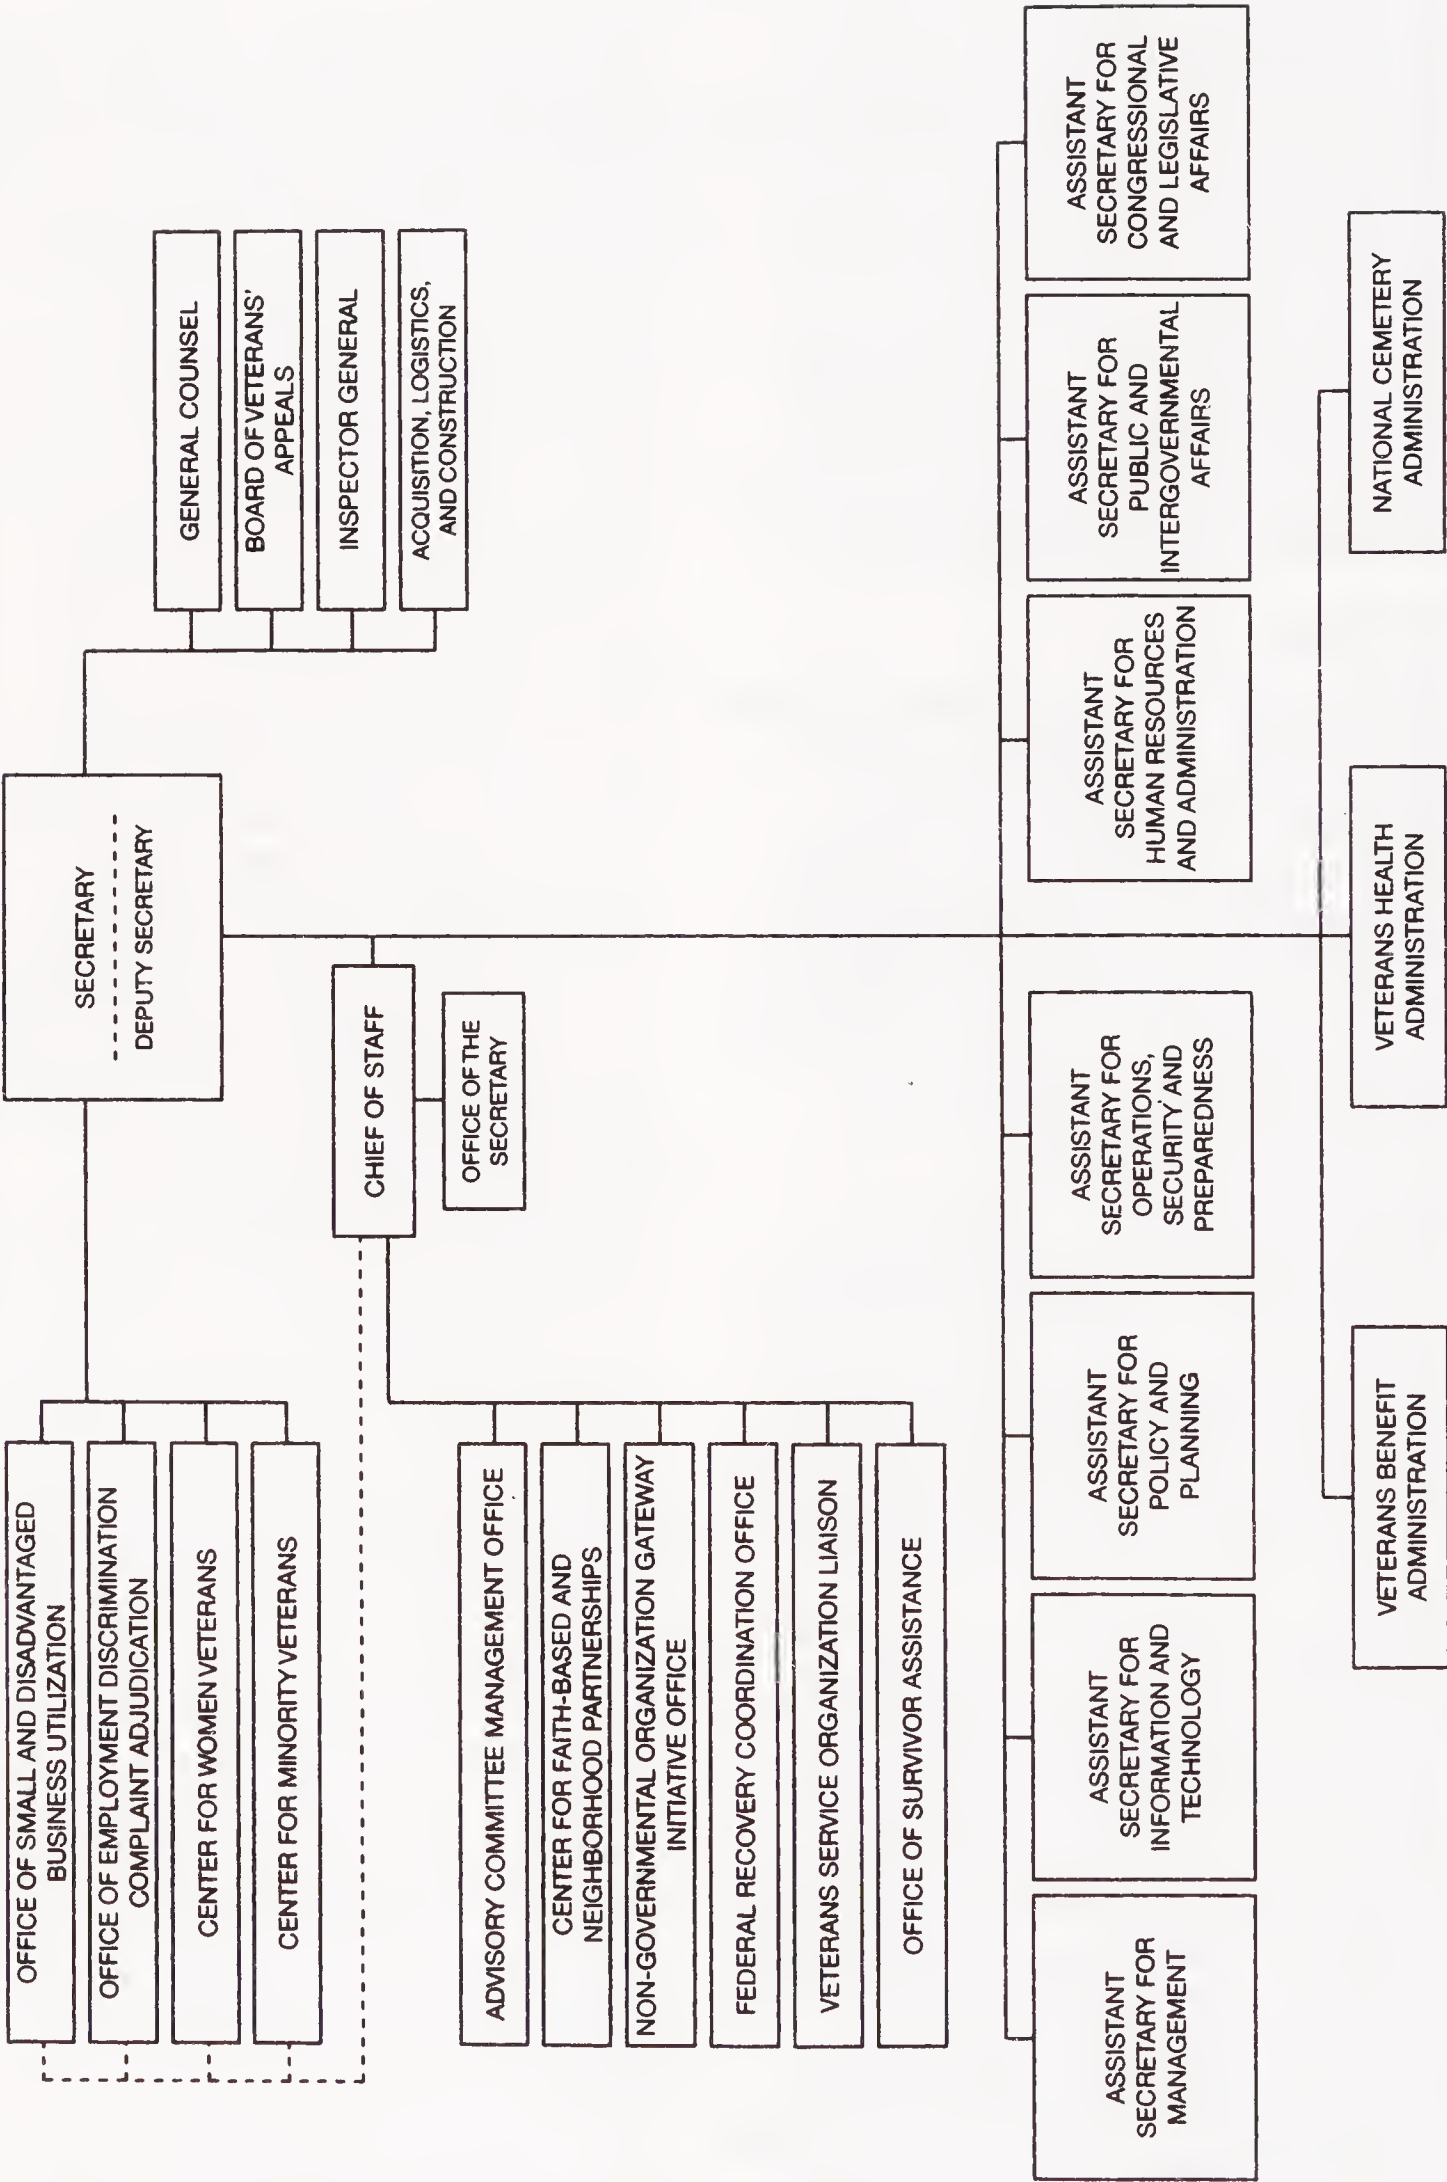 SECRETARY
DEPUTY SECRETARY
OFFICE OF SMALL AND DISADVANTAGED
BUSINESS UTILIZATION
OFFICE OF EMPLOYMENT DISCRIMINATION
COMPLAINT ADJUDICATION
CENTER FOR WOMEN VETERANS
CENTER FOR MINORITY VETERANS
GENERAL COUNSEL
BOARD OF VETERANS'
APPEALS
INSPECTOR GENERAL
ACQUISITION, LOGISTICS,
AND CONSTRUCTION
CHIEF OF STAFF
OFFICE OF THE
SECRETARY
ADVISORY COMMITTEE MANAGEMENT OFFICE
CENTER FOR FAITH-BASED AND
NEIGHBORHOOD PARTNERSHIPS
NON-GOVERNMENTAL ORGANIZATION GATEWAY
INITIATIVE OFFICE
FEDERAL RECOVERY COORDINATION OFFICE
VETERANS SERVICE ORGANIZATION LIAISON
OFFICE OF SURVIVOR ASSISTANCE
ASSISTANT
SECRETARY FOR
MANAGEMENT
ASSISTANT
SECRETARY FOR
INFORMATION AND
TECHNOLOGY
ASSISTANT
SECRETARY FOR
POLICY AND
PLANNING
ASSISTANT
SECRETARY FOR
OPERATIONS,
SECURITY AND
PREPAREDNESS
ASSISTANT
SECRETARY FOR
HUMAN RESOURCES
AND ADMINISTRATION
ASSISTANT
SECRETARY FOR
PUBLIC AND
INTERGOVERNMENTAL
AFFAIRS
ASSISTANT
SECRETARY FOR
CONGRESSIONAL
AND LEGISLATIVE
AFFAIRS
VETERANS BENEFIT
ADMINISTRATION
VETERANS HEALTH
ADMINISTRATION
NATIONAL CEMETERY
ADMINISTRATION